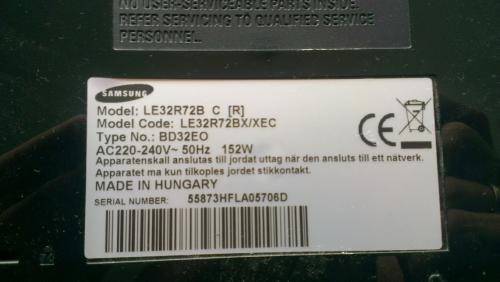 NO USER-SERVICEABLE PARTS INSIDE.
REFER SERVICING TO QUALIFIED SERVICE
PERSONNEL.
SAMSUNG
Model: LE32R72B C [R]
Model Code: LE32R72BX/XEC
Type No.: BD32EO
AC220-240V~ 50Hz 152W
Apparatenskall anslutas till jordat uttag när den ansluts till ett nätverk.
Apparatet ma kun tilkoples jordet stikkontakt.
MADE IN HUNGARY
SERIAL NUMBER: 55873HFLA05706D
CE